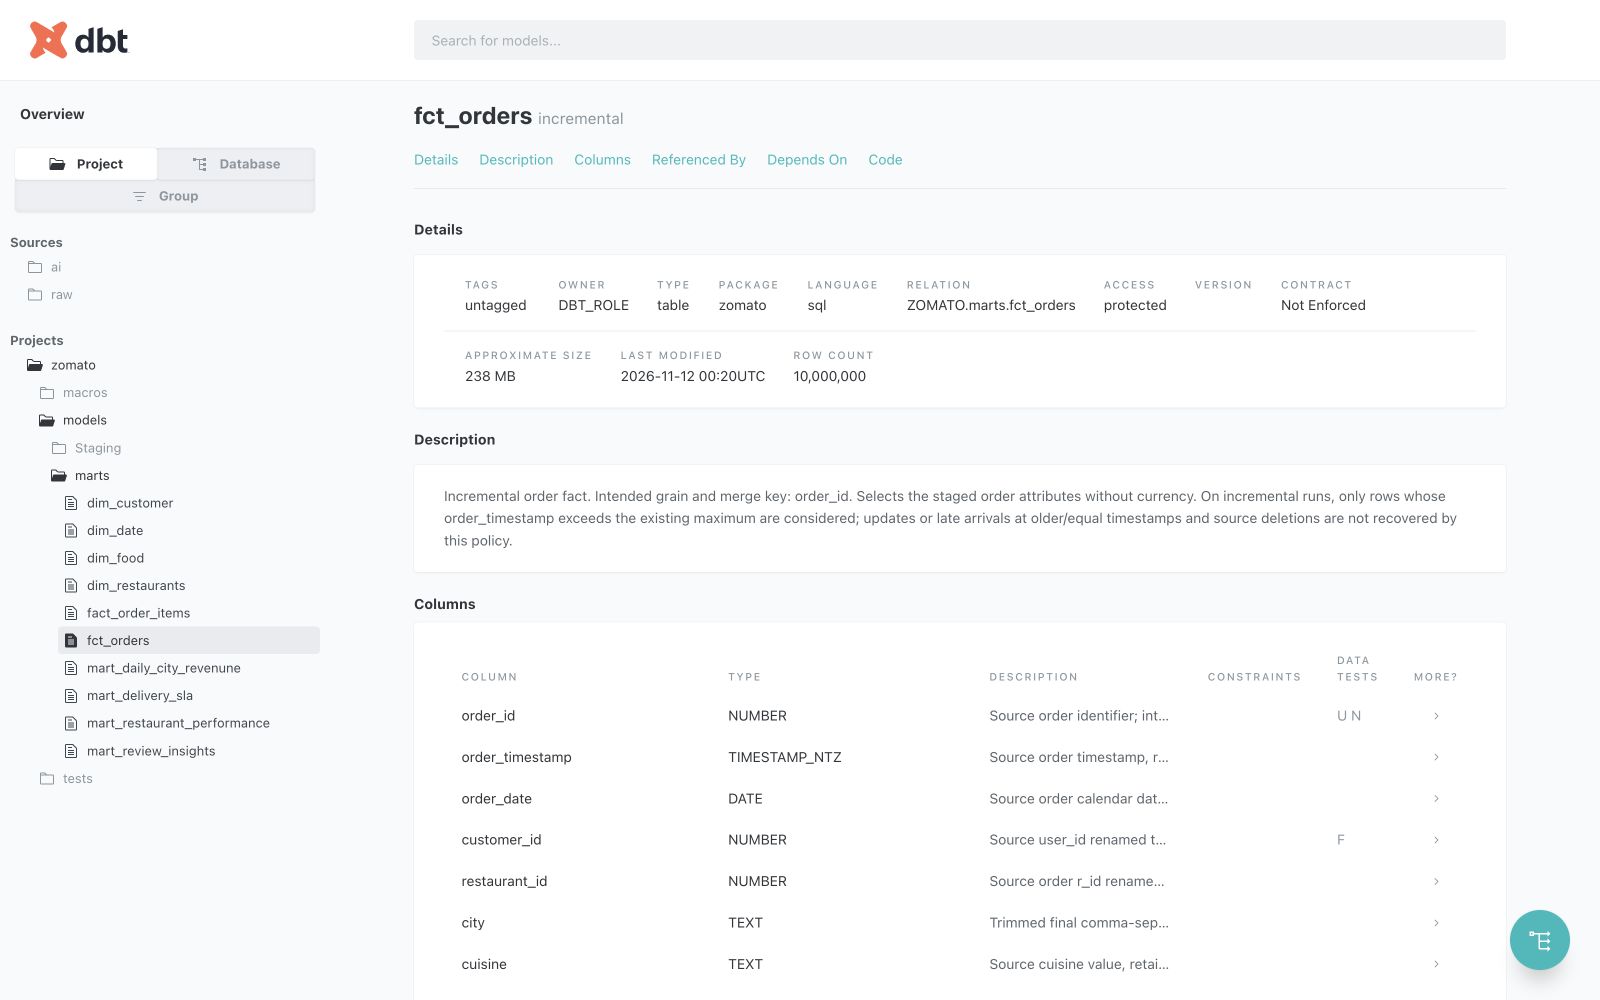 dbt
Search for models...
Overview
Project
Database
Group
Sources
ai
raw
Projects
zomato
macros
models
Staging
marts
dim_customer
dim_date
dim_food
dim_restaurants
fact_order_items
fct_orders
mart_daily_city_revenune
mart_delivery_sla
mart_restaurant_performance
mart_review_insights
tests
fct_orders incremental
Details Description Columns Referenced By Depends On Code
Details
TAGS OWNER TYPE PACKAGE LANGUAGE RELATION ACCESS VERSION CONTRACT
untagged DBT_ROLE table zomato sql ZOMATO.marts.fct_orders protected Not Enforced
APPROXIMATE SIZE LAST MODIFIED ROW COUNT
238 MB 2026-11-12 00:20UTC 10,000,000
Description
Incremental order fact. Intended grain and merge key: order_id. Selects the staged order attributes without currency. On incremental runs, only rows whose
order_timestamp exceeds the existing maximum are considered; updates or late arrivals at older/equal timestamps and source deletions are not recovered by
this policy.
Columns
COLUMN TYPE DESCRIPTION CONSTRAINTS DATA TESTS MORE?
order_id NUMBER Source order identifier; int... U N
order_timestamp TIMESTAMP_NTZ Source order timestamp, r...
order_date DATE Source order calendar dat...
customer_id NUMBER Source user_id renamed t... F
restaurant_id NUMBER Source order r_id rename...
city TEXT Trimmed final comma-sep...
cuisine TEXT Source cuisine value, retai...